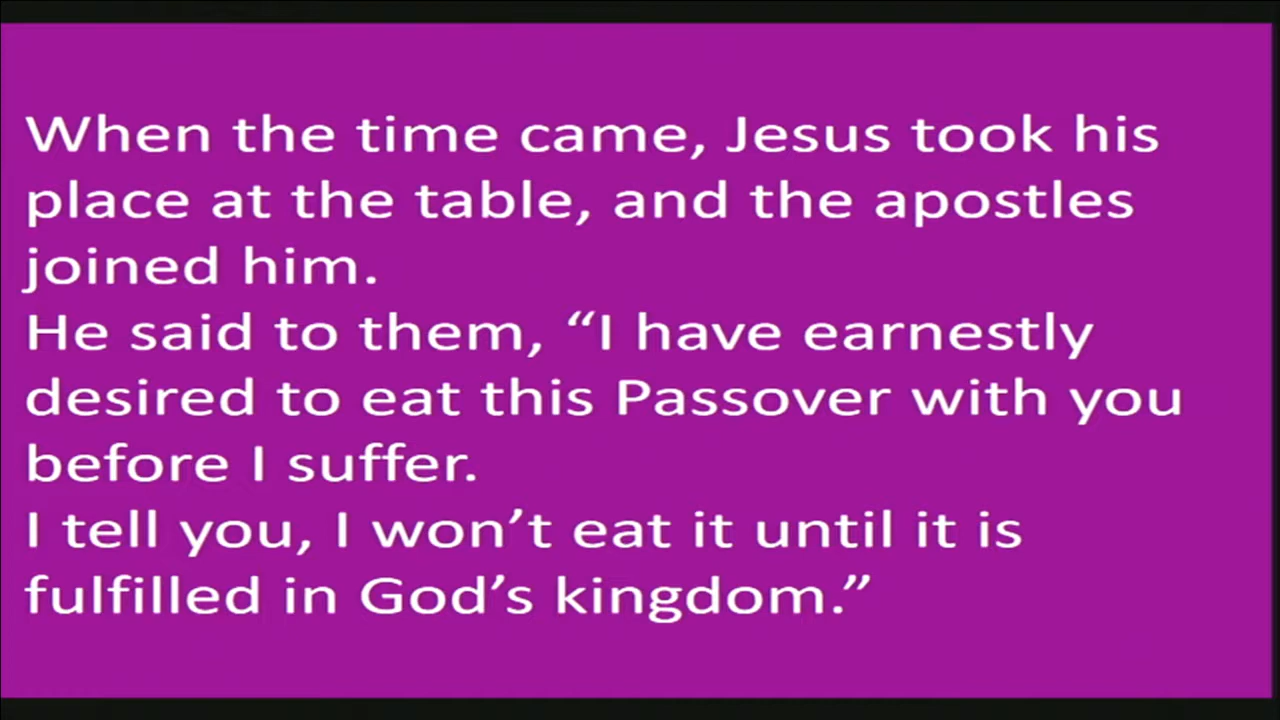 When the time came, Jesus took his
place at the table, and the apostles
joined him.
He said to them, “I have earnestly
desired to eat this Passover with you
before I suffer.
I tell you, I won’t eat it until it is
fulfilled in God’s kingdom.”